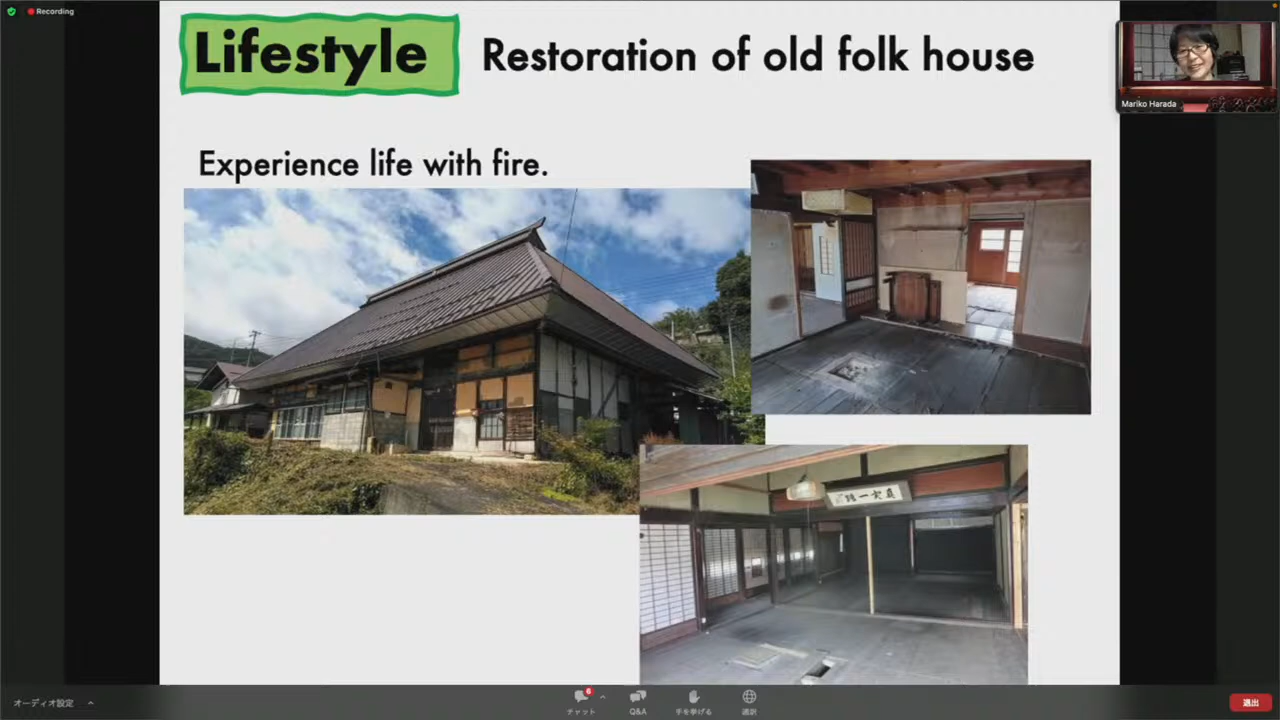 Recording
Lifestyle
Restoration of old folk house
Mariko Harada
Experience life with fire.
オーディオ設定
6
チャット
Q&A
手を挙げる
通訳
退出